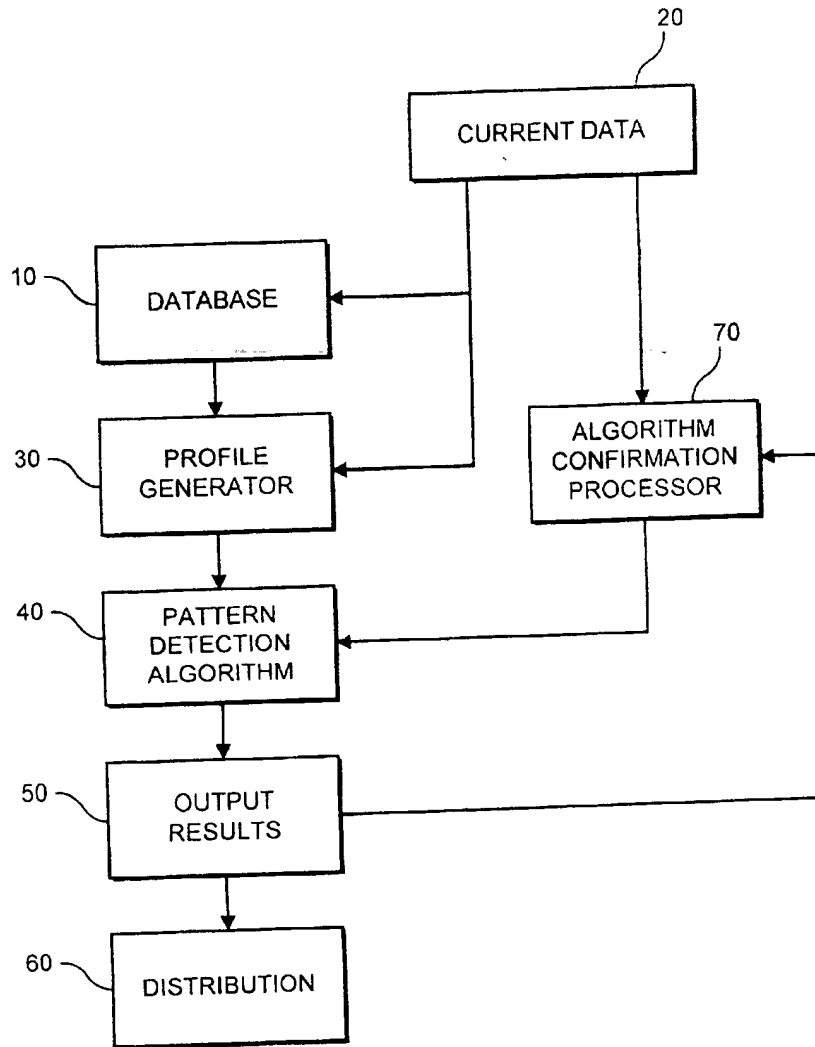 20
CURRENT DATA
10
DATABASE
70
ALGORITHM
CONFIRMATION
PROCESSOR
30
PROFILE
GENERATOR
40
PATTERN
DETECTION
ALGORITHM
50
OUTPUT
RESULTS
60
DISTRIBUTION